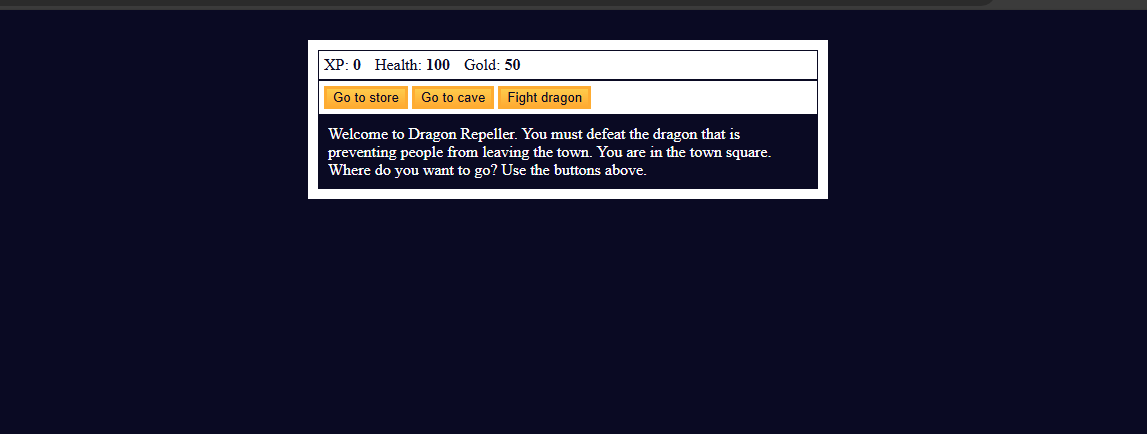 XP: 0 Health: 100 Gold: 50
Go to store Go to cave Fight dragon
Welcome to Dragon Repeller. You must defeat the dragon that is
preventing people from leaving the town. You are in the town square.
Where do you want to go? Use the buttons above.